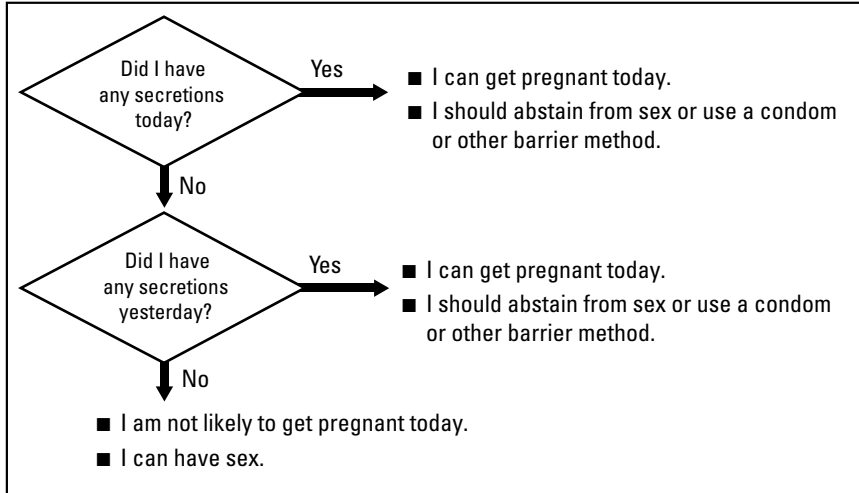 Did I have
any secretions
today?
Yes
■ I can get pregnant today.
■ I should abstain from sex or use a condom
or other barrier method.
No
Did I have
any secretions
yesterday?
Yes
■ I can get pregnant today.
■ I should abstain from sex or use a condom
or other barrier method.
No
■ I am not likely to get pregnant today.
■ I can have sex.